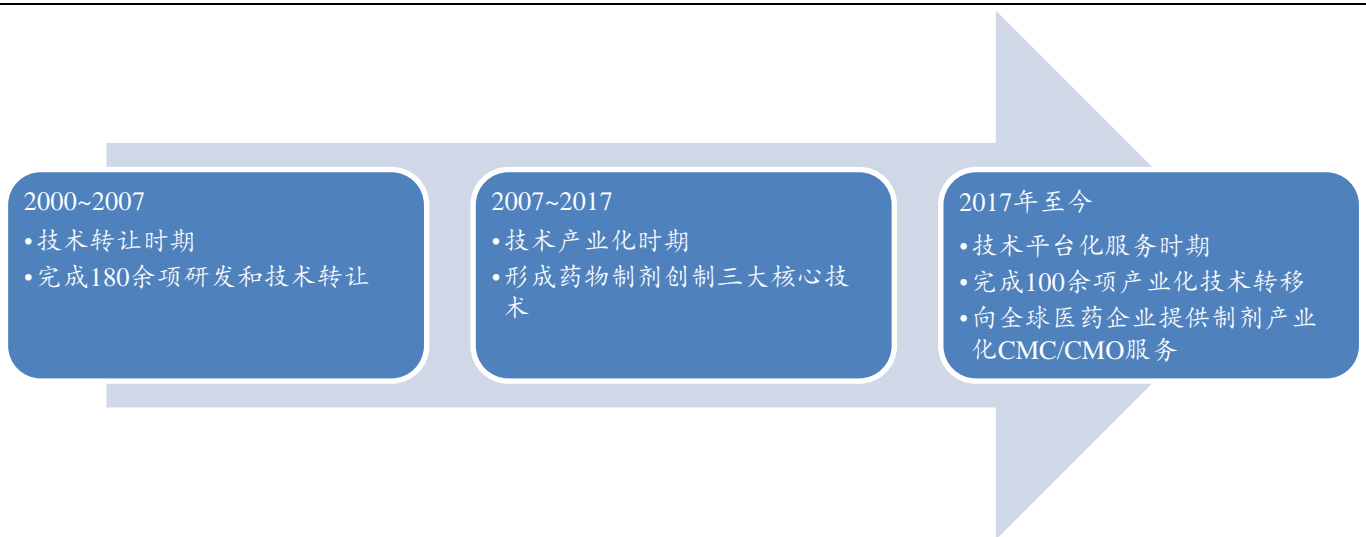 2000~2007
•技术转让时期
•完成180余项研发和技术转让
2007~2017
•技术产业化时期
•形成药物制剂创制三大核心技
术
2017年至今
•技术平台化服务时期
•完成100余项产业化技术转移
•向全球医药企业提供制剂产业
化CMC/CMO服务